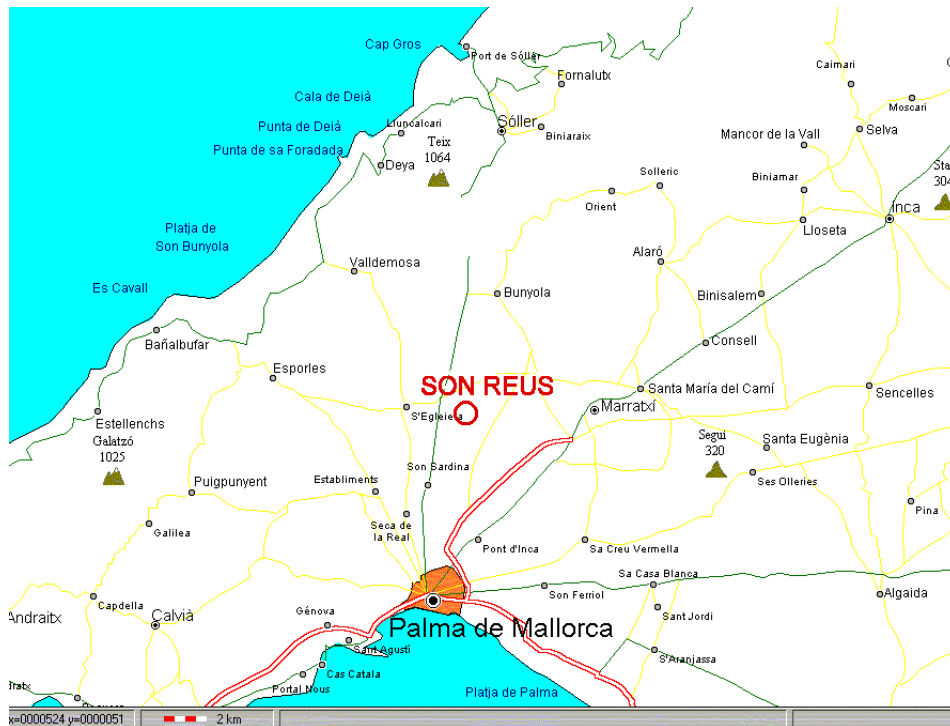 Cap Gros
Port de Sóller
Fornalutx
Caimari
Cala de Deià
Moscari
Punta de Deià
Lluncalcari
Sóller
Biniaraix
Selva
Mancor de la Vall
Punta de sa Foradada
Teix
1064
Deya
Solleric
Biniamar
Sta
304
Orient
Inca
Platja de
Son Bunyola
Lloseta
Valldemosa
Alaró
Es Cavall
Bunyola
Binisalem
Bañalbufar
Consell
Esporles
SON REUS
Santa María del Camí
Sencelles
S'Egleieta
Marratxí
Estellenchs
Galatzó
1025
Segui
320
Santa Eugènia
Son Sardina
Puigpunyent
Establiments
Ses Olleries
Pina
Galilea
Seca de
la Real
Pont d'Inca
Sa Creu Vermella
Sa Casa Blanca
Son Ferriol
Algaida
Capdella
Andraitx
Calvià
Génova
Sant Jordi
Palma de Mallorca
Sant Agustí
S'Aranjassa
Cas Catala
Portal Nous
Platja de Palma
x=0000524 y=0000051
2 km